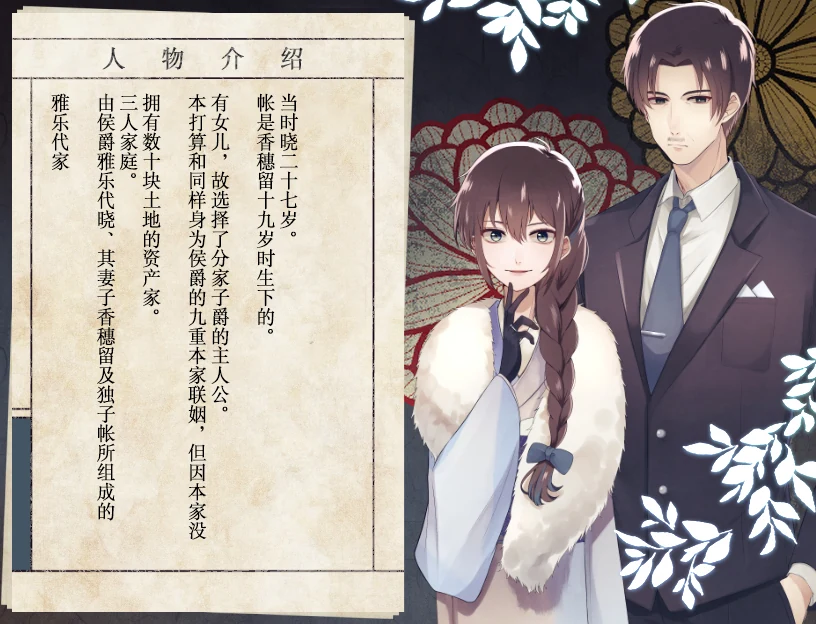 人物介绍
雅乐代家
由侯爵雅乐代晓、其妻子香穗留及独子帐所组成的
三人家庭。
拥有数十块土地的资产家。
本打算和同样身为侯爵的九重本家联姻，但因本家没
有女儿，故选择了分家子爵的主人公。
帐是香穗留十九岁时生下的。
当时晓二十七岁。